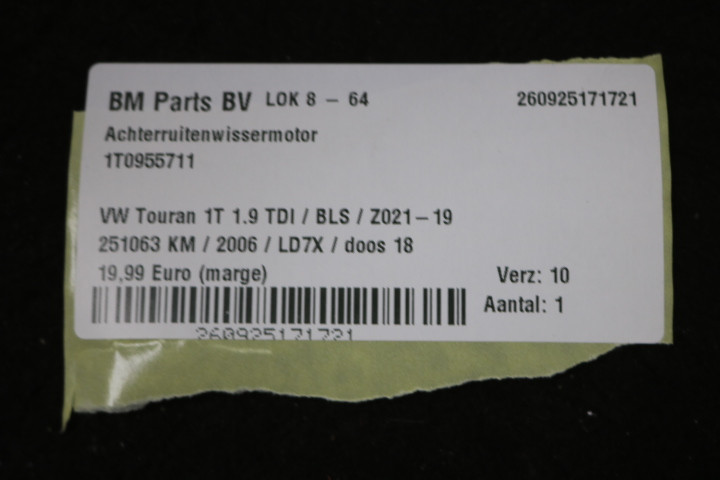 BM Parts BV LOK 8 - 64 260925171721
Achterruitenwissermotor
1T0955711
VW Touran 1T 1.9 TDI / BLS / Z021-19
251063 KM / 2006 / LD7X / doos 18
19,99 Euro (marge) Verz: 10
Aantal: 1
260925171721